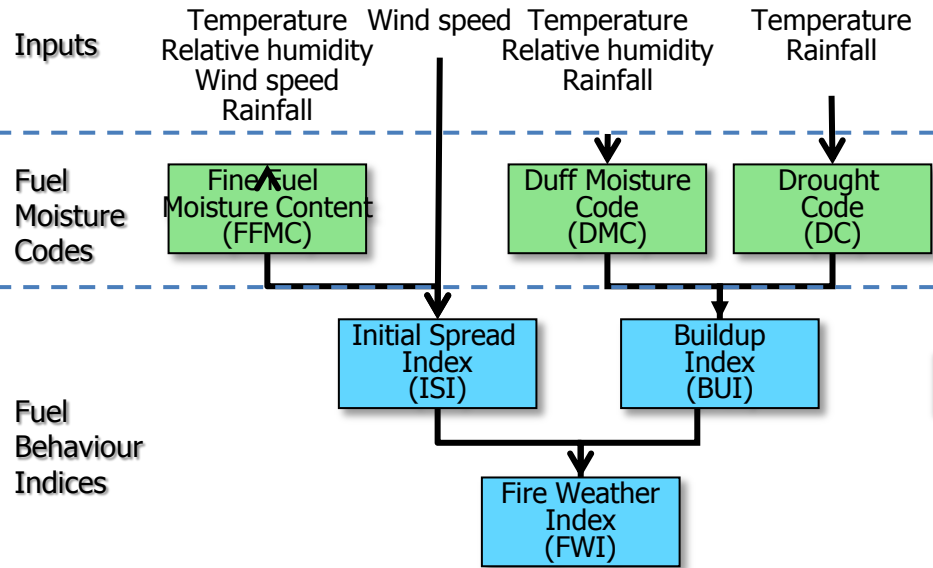 Inputs
Temperature
Relative humidity
Wind speed
Rainfall
Wind speed
Temperature
Relative humidity
Rainfall
Temperature
Rainfall
Fuel
Moisture
Codes
Fine Fuel
Moisture Content
(FFMC)
Duff Moisture
Code
(DMC)
Drought
Code
(DC)
Fuel
Behaviour
Indices
Initial Spread
Index
(ISI)
Buildup
Index
(BUI)
Fire Weather
Index
(FWI)